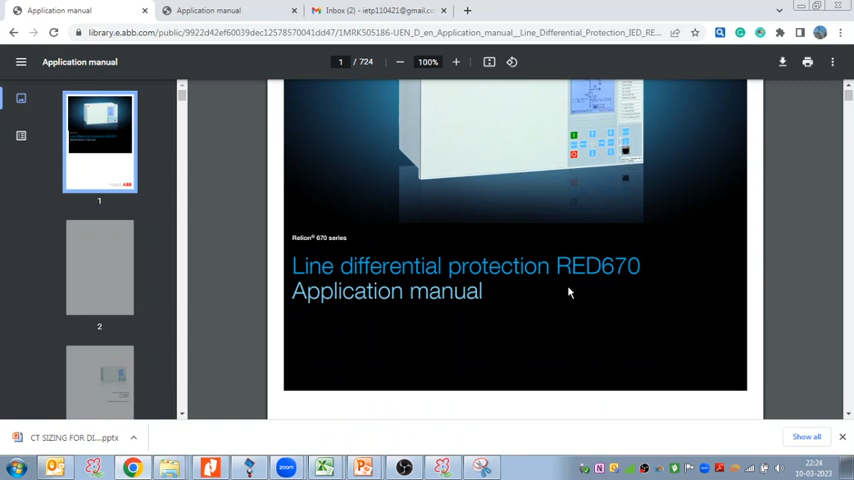 Application manual
Application manual
Inbox (2) - ietp110421@gmail.c...
library.e.abb.com/public/9922d42ef60039dec12578570041dd47/1MRK505186-UEN_D_en_Application_manual__Line_Differential_Protection_IED_RE...
Application manual
1 / 724
100%
1
2
Relion® 670 series
Line differential protection RED670
Application manual
CT SIZING FOR DI....pptx
Show all
zoom
22:24
10-03-2023